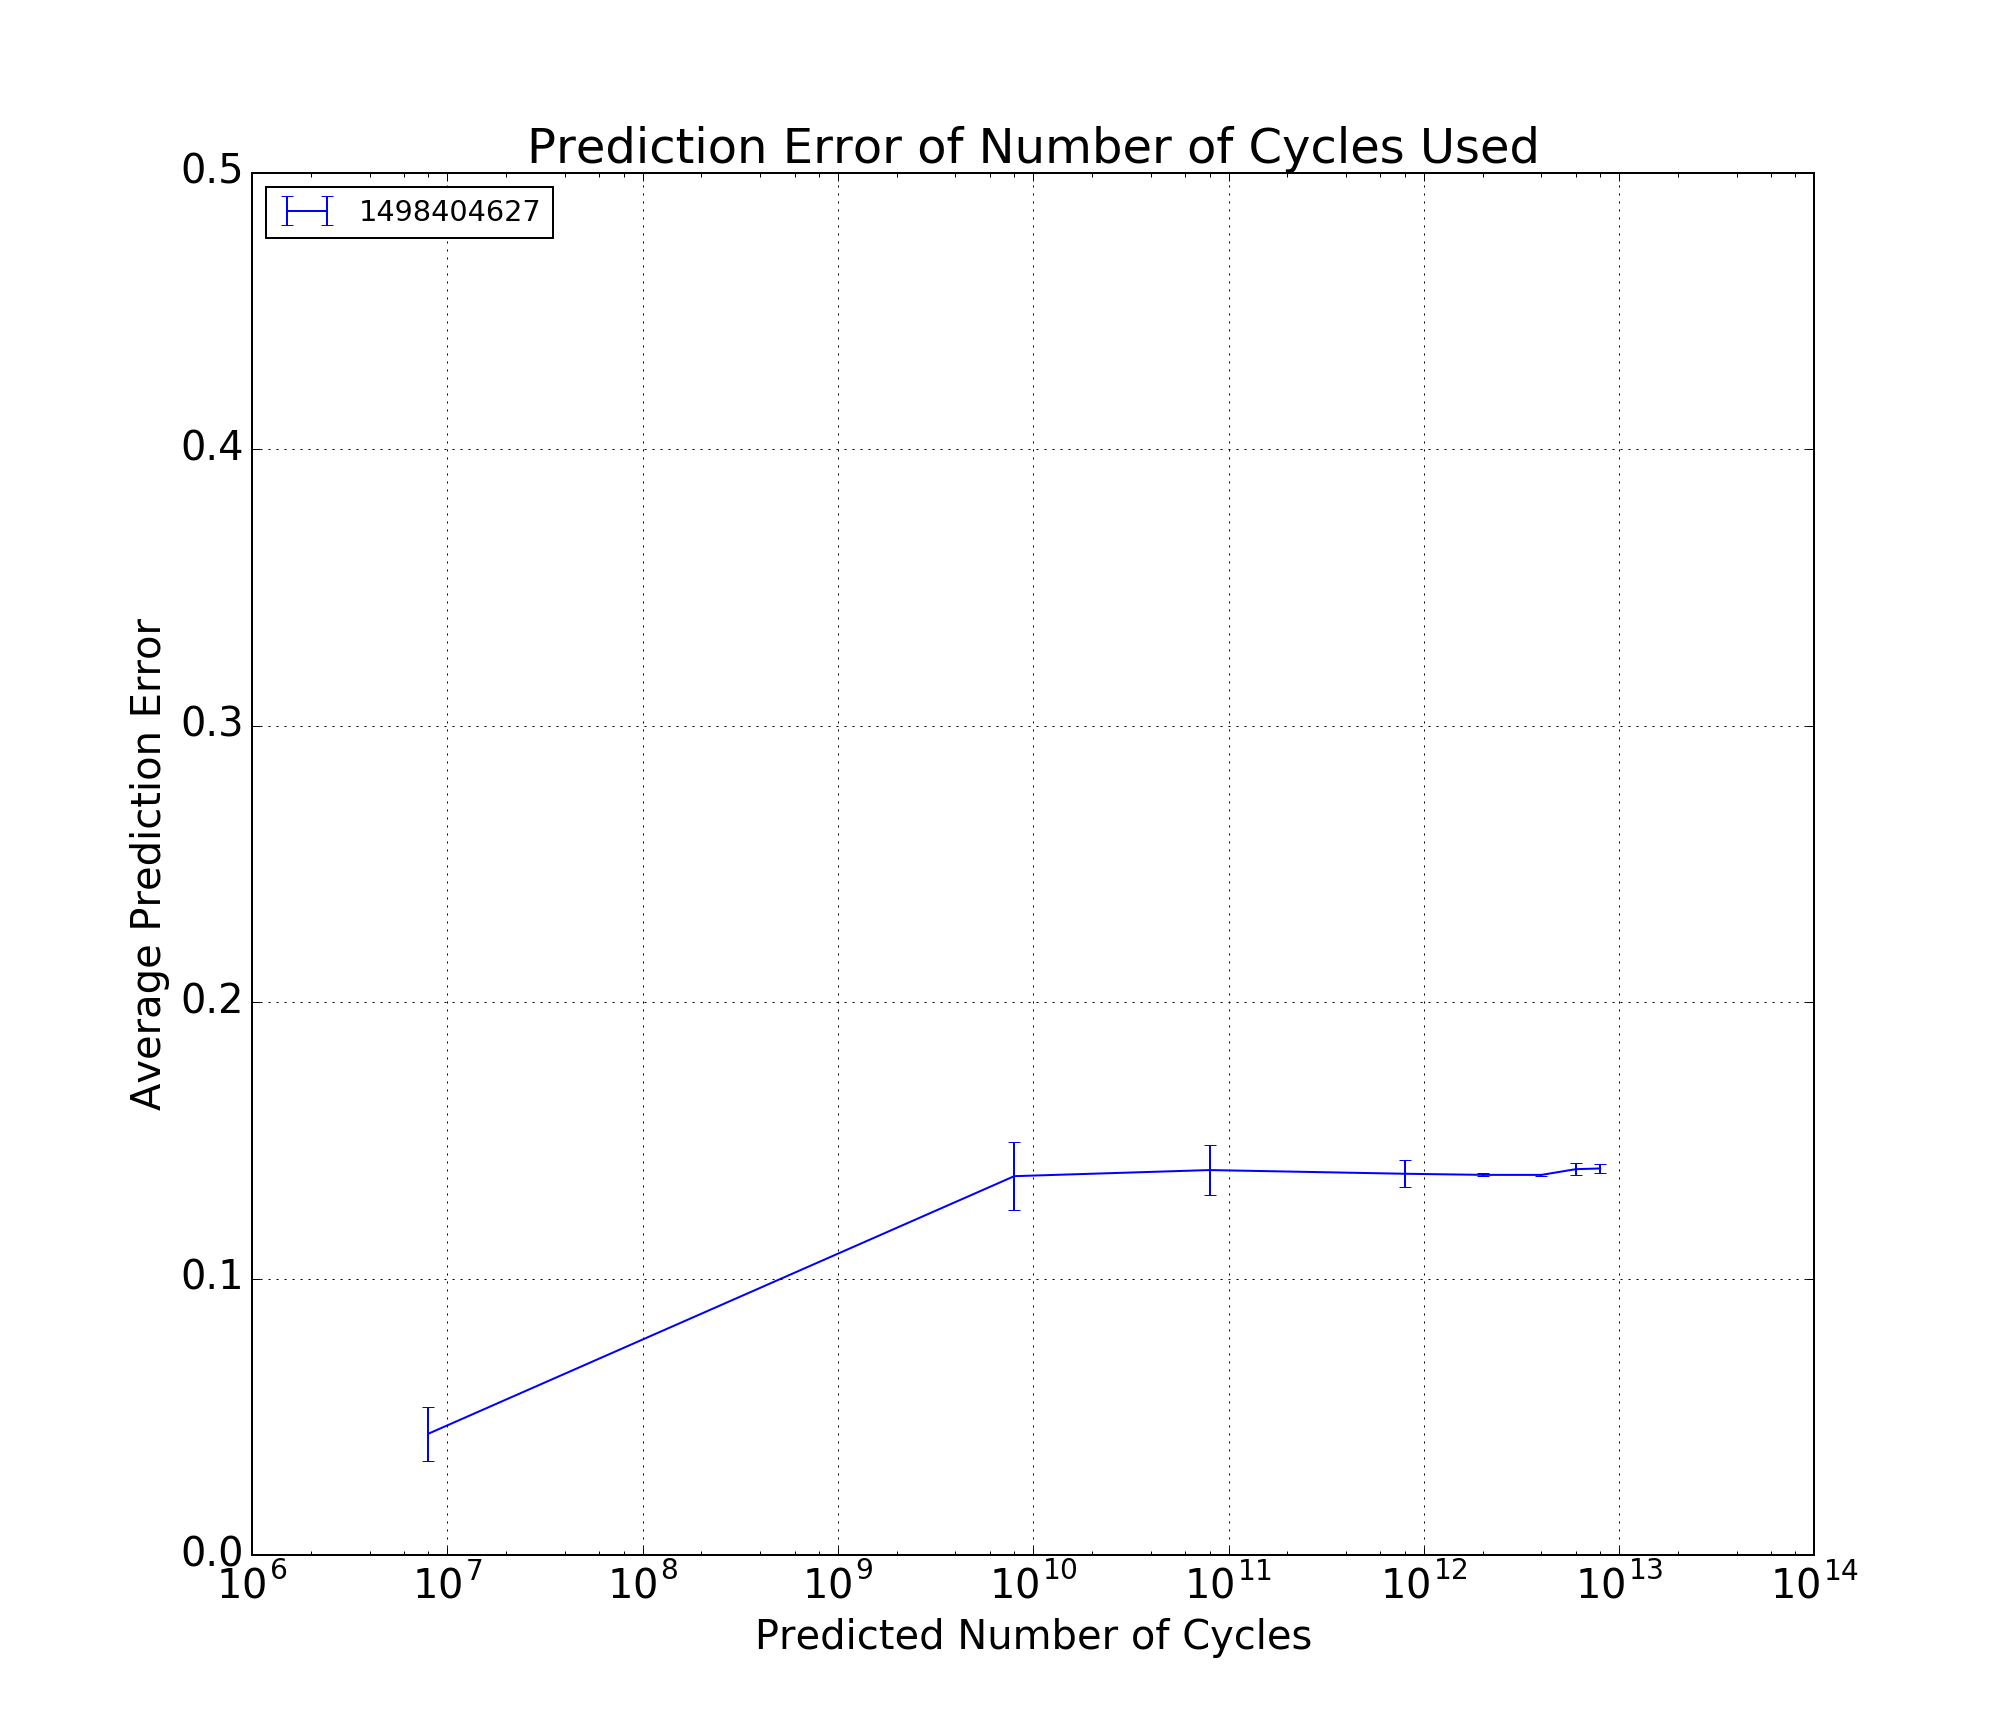 Prediction Error of Number of Cycles Used
1498404627
0.5
0.4
0.3
0.2
0.1
0.0
Average Prediction Error
10^6 10^7 10^8 10^9 10^10 10^11 10^12 10^13 10^14
Predicted Number of Cycles